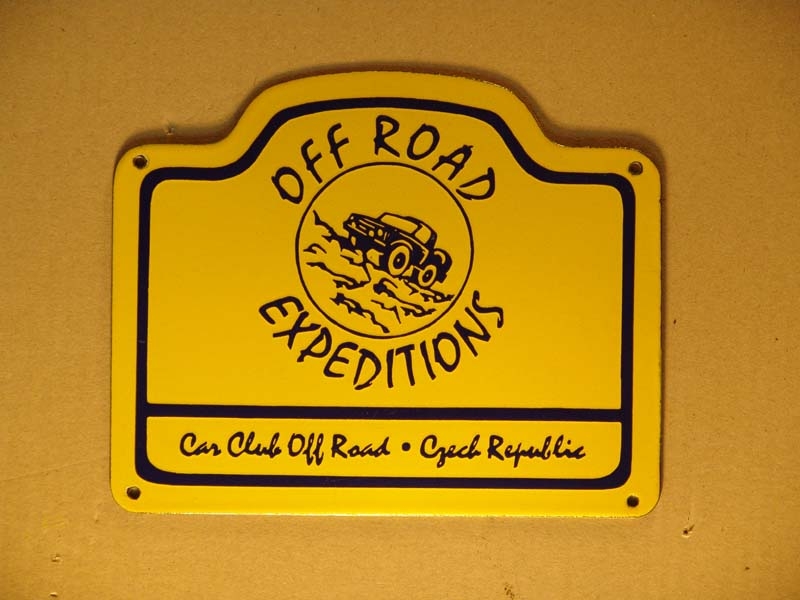 OFF ROAD
EXPEDITIONS
Car Club Off Road • Czech Republic